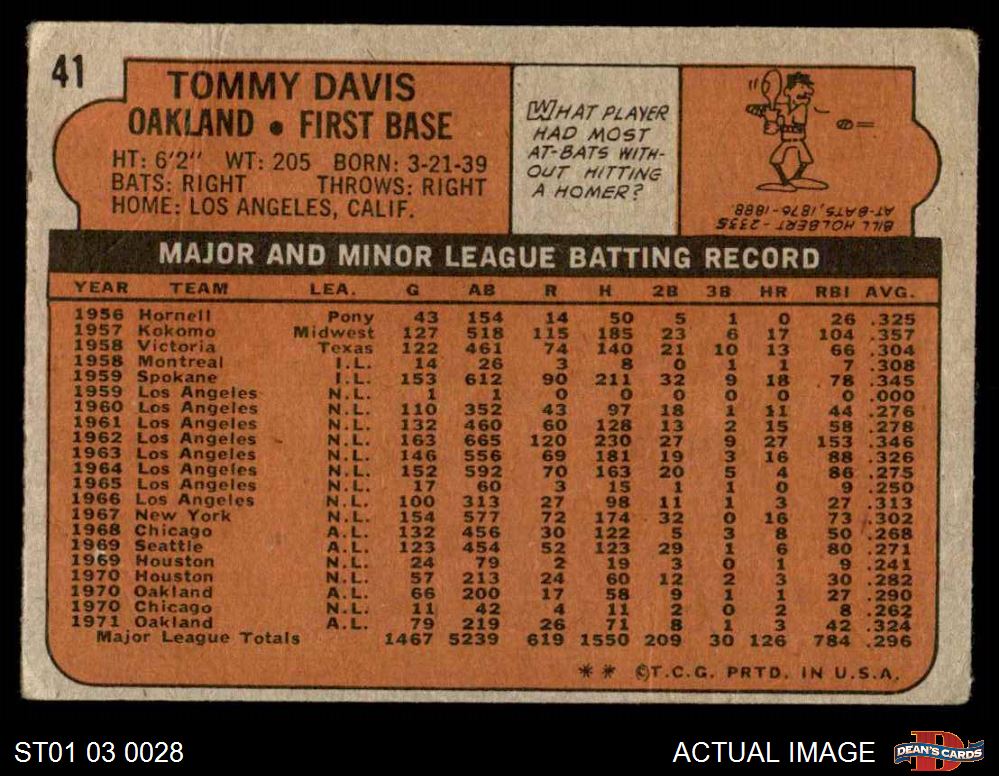 41
TOMMY DAVIS
OAKLAND • FIRST BASE
HT: 6'2" WT: 205 BORN: 3-21-39
BATS: RIGHT THROWS: RIGHT
HOME: LOS ANGELES, CALIF.
WHAT PLAYER
HAD MOST
AT-BATS WITH-
OUT HITTING
A HOMER?
BILL HOLBERT-2335
AT-BATS, 1876-1888.
MAJOR AND MINOR LEAGUE BATTING RECORD
YEAR TEAM LEA. G AB R H 2B 3B HR RBI AVG.
1956 Hornell Pony 43 154 14 50 5 1 0 26 .325
1957 Kokomo Midwest 127 518 115 185 23 6 17 104 .357
1958 Victoria Texas 122 461 74 140 21 10 13 66 .304
1958 Montreal I.L. 14 26 3 8 0 1 1 7 .308
1959 Spokane I.L. 153 612 90 211 32 9 18 78 .345
1959 Los Angeles N.L. 1 1 0 0 0 0 0 0 .000
1960 Los Angeles N.L. 110 352 43 97 18 1 11 44 .276
1961 Los Angeles N.L. 132 460 60 128 13 2 15 58 .278
1962 Los Angeles N.L. 163 665 120 230 27 9 27 153 .346
1963 Los Angeles N.L. 146 556 69 181 19 3 16 88 .326
1964 Los Angeles N.L. 152 592 70 163 20 5 4 86 .275
1965 Los Angeles N.L. 17 60 3 15 1 1 0 9 .250
1966 Los Angeles N.L. 100 313 27 98 11 1 3 27 .313
1967 New York N.L. 154 577 72 174 32 0 16 73 .302
1968 Chicago A.L. 132 456 30 122 5 3 8 50 .268
1969 Seattle A.L. 123 454 52 123 29 1 6 80 .271
1969 Houston N.L. 24 79 2 19 3 0 1 9 .241
1970 Houston N.L. 57 213 24 60 12 2 3 30 .282
1970 Oakland A.L. 66 200 17 58 9 1 1 27 .290
1970 Chicago N.L. 11 42 4 11 2 0 2 8 .262
1971 Oakland A.L. 79 219 26 71 8 1 3 42 .324
Major League Totals 1467 5239 619 1550 209 30 126 784 .296
** ©T.C.G. PRTD. IN U.S.A.
ST01 03 0028
ACTUAL IMAGE
D
DEAN'S CARDS